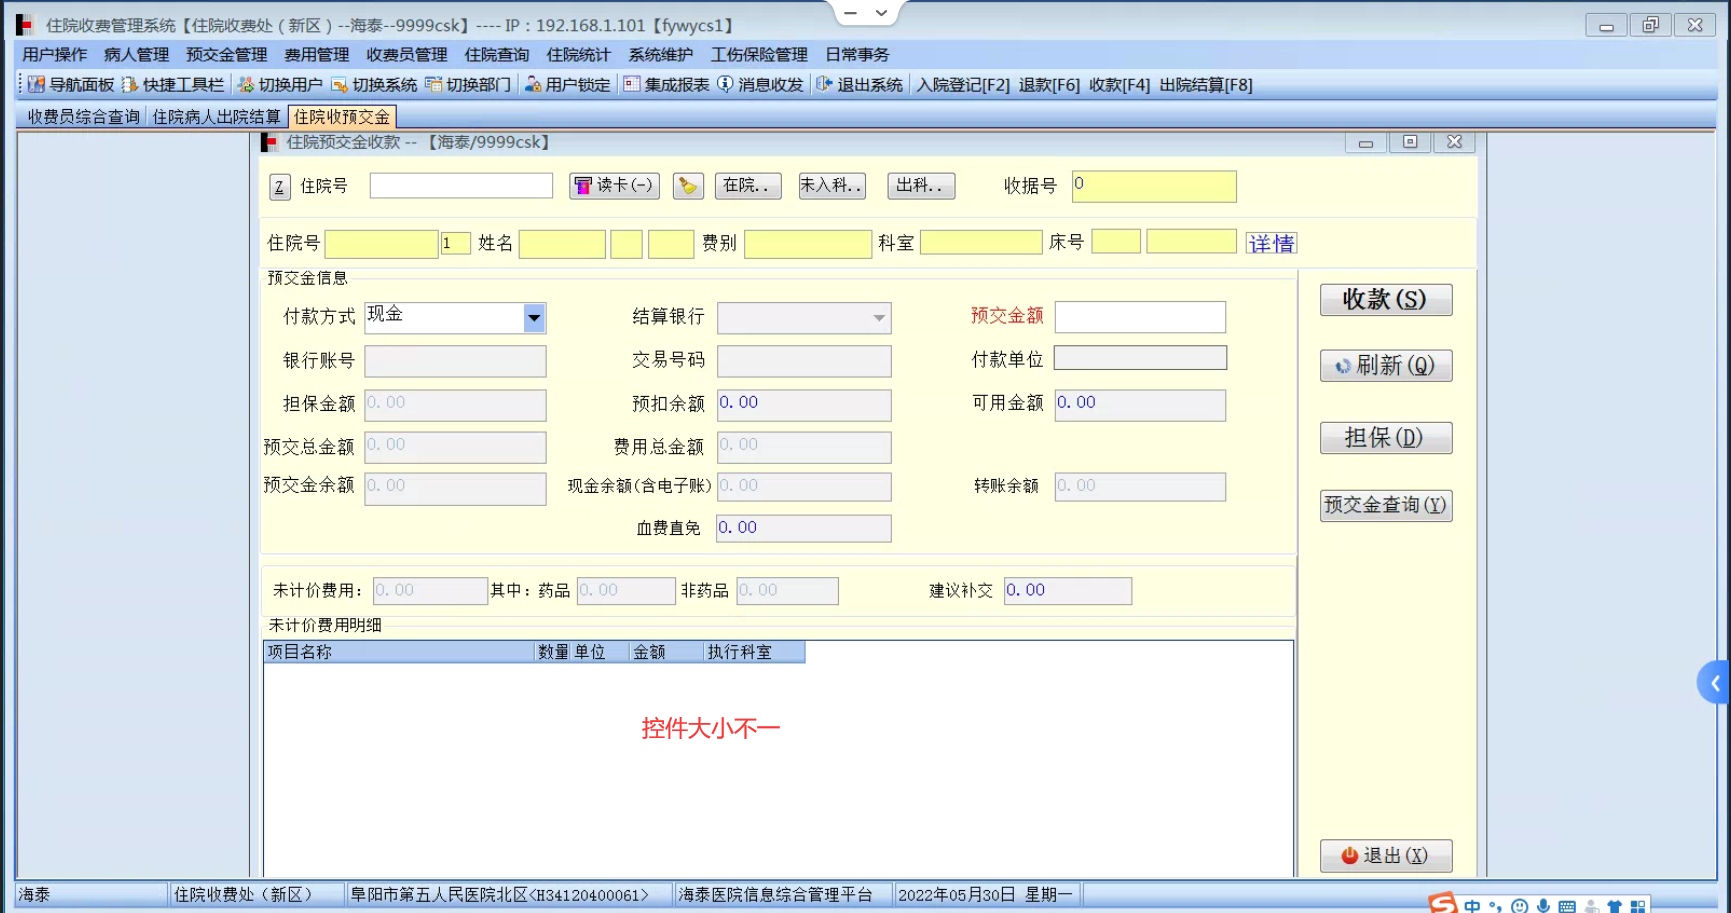 住院收费管理系统【住院收费处（新区）--海泰--9999csk】---- IP：192.168.1.101【fywycs1】
用户操作 病人管理 预交金管理 费用管理 收费员管理 住院查询 住院统计 系统维护 工伤保险管理 日常事务
导航面板 快捷工具栏 切换用户 切换系统 切换部门 用户锁定 集成报表 消息收发 退出系统 入院登记[F2] 退款[F6] 收款[F4] 出院结算[F8]
收费员综合查询 住院病人出院结算 住院收预交金
住院预交金收款 -- 【海泰/9999csk】
Z 住院号 读卡(-) 在院.. 未入科.. 出科.. 收据号 0
住院号 1 姓名 费别 科室 床号 详情
预交金信息
付款方式 现金 结算银行 预交金额 收款(S)
银行账号 交易号码 付款单位 刷新(Q)
担保金额 0.00 预扣余额 0.00 可用金额 0.00
预交总金额 0.00 费用总金额 0.00 担保(D)
预交金余额 0.00 现金余额(含电子账) 0.00 转账余额 0.00 预交金查询(Y)
血费直免 0.00
未计价费用: 0.00 其中: 药品 0.00 非药品 0.00 建议补交 0.00
未计价费用明细
项目名称 数量 单位 金额 执行科室
控件大小不一
退出(X)
海泰 住院收费处（新区） 阜阳市第五人民医院北区<H34120400061> 海泰医院信息综合管理平台 2022年05月30日 星期一
中